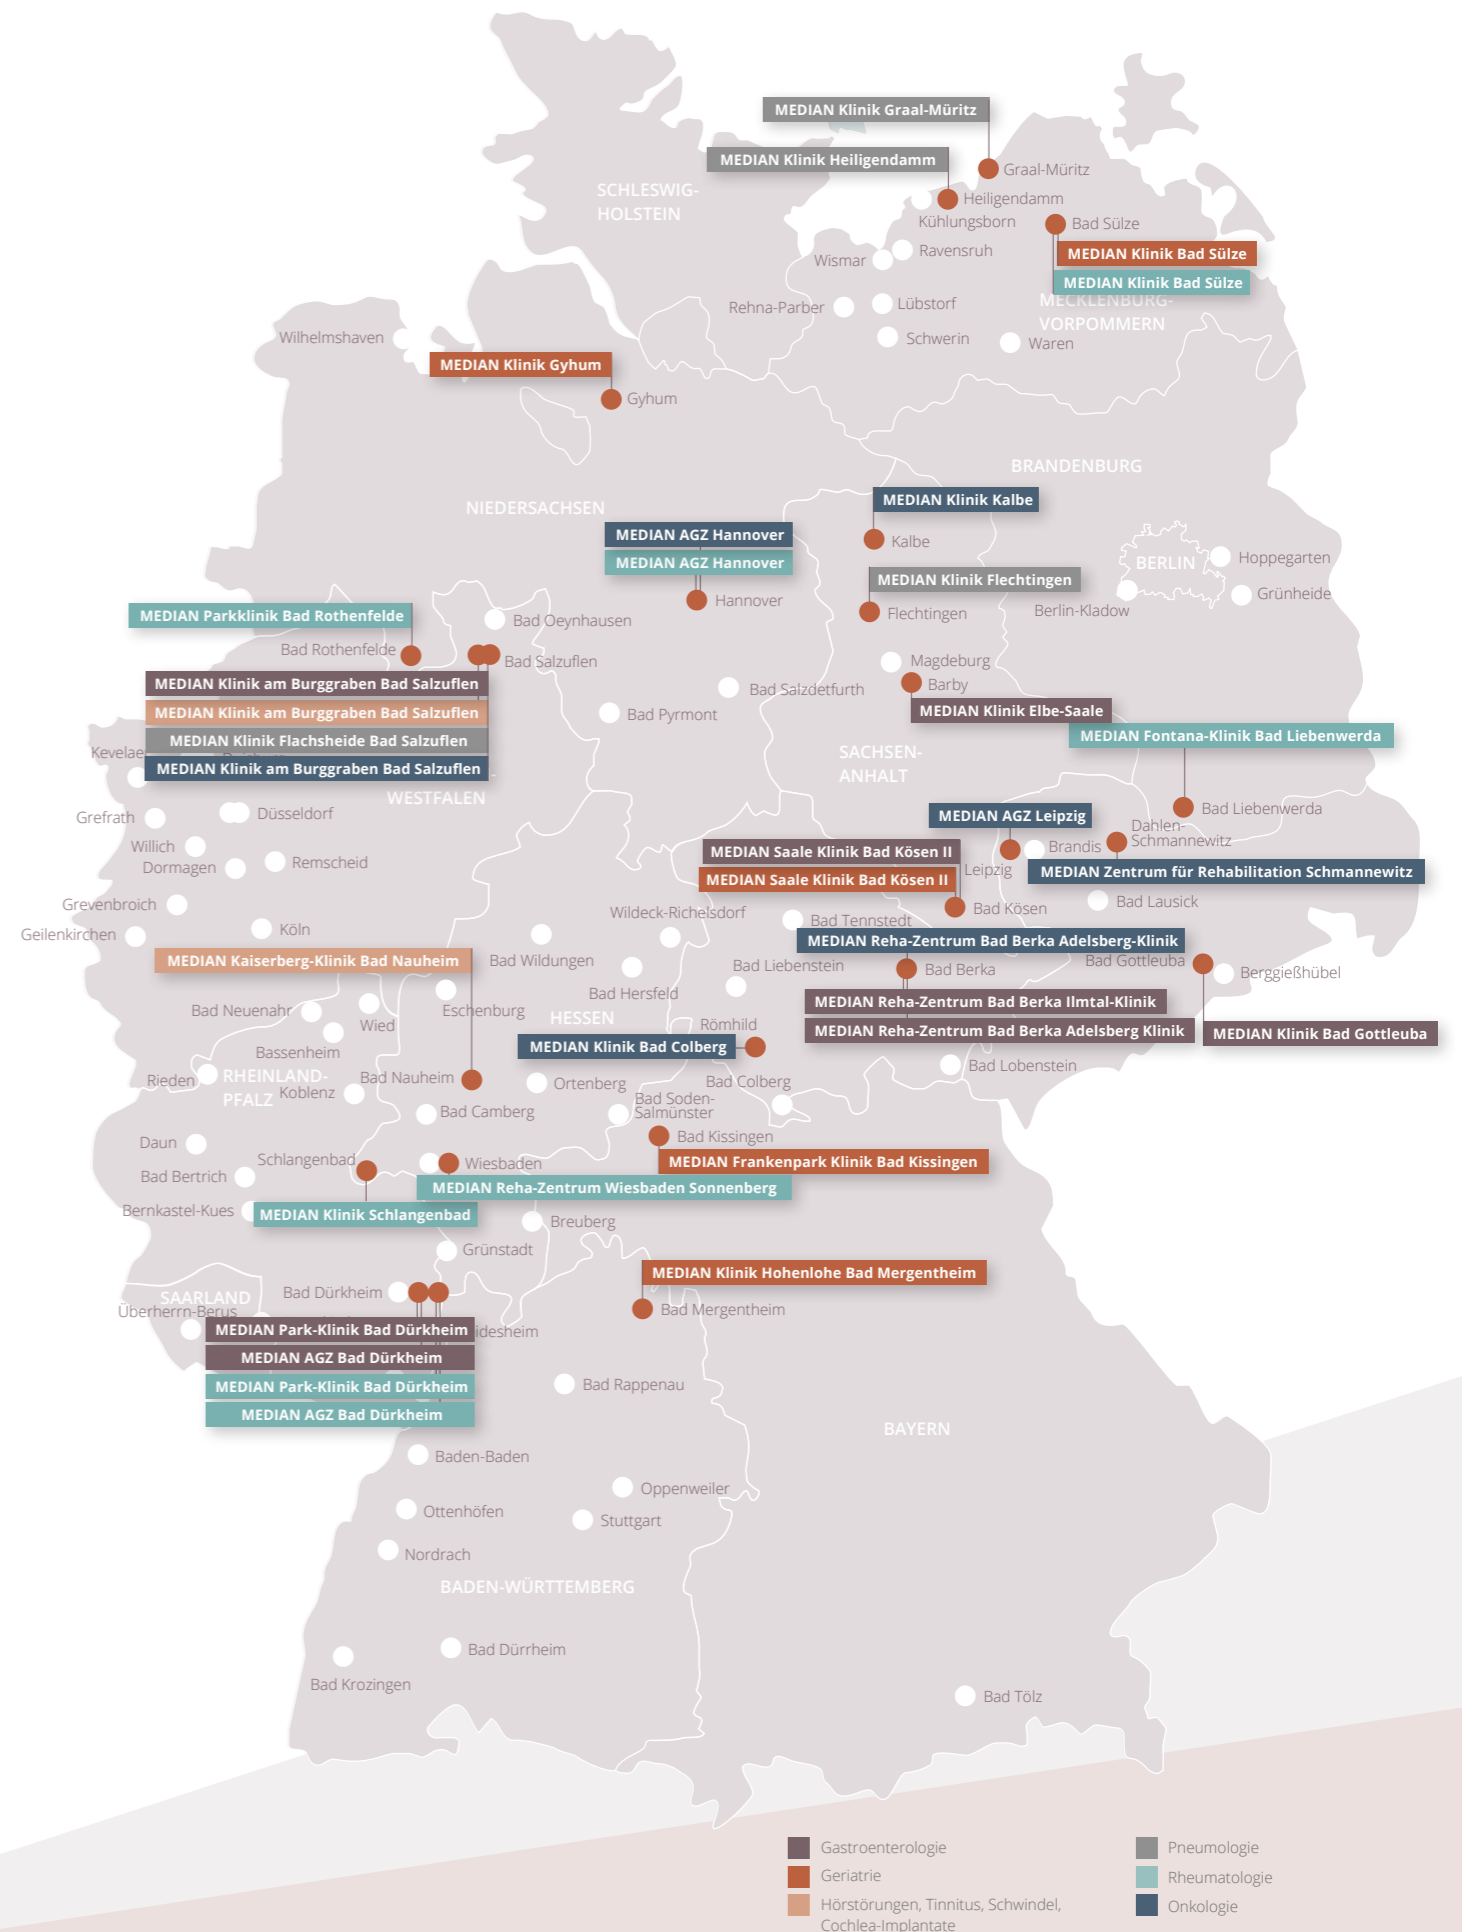 MEDIAN Klinik Graal-Müritz
MEDIAN Klinik Heiligendamm
Graal-Müritz
SCHLESWIG-
HOLSTEIN
Heiligendamm
Kühlungsborn
Bad Sülze
Ravensruh
Wismar
MEDIAN Klinik Bad Sülze
MEDIAN Klinik Bad Sülze
MECKLENBURG-
VORPOMMERN
Rehna-Parber
Lübstorf
Wilhelmshaven
Schwerin
Waren
MEDIAN Klinik Gyhum
Gyhum
BRANDENBURG
NIEDERSACHSEN
MEDIAN Klinik Kalbe
MEDIAN AGZ Hannover
Kalbe
MEDIAN AGZ Hannover
BERLIN
Hoppegarten
MEDIAN Klinik Flechtingen
Grünheide
Hannover
Flechtingen
Berlin-Kladow
MEDIAN Parkklinik Bad Rothenfelde
Bad Oeynhausen
Bad Rothenfelde
Bad Salzuflen
Magdeburg
MEDIAN Klinik am Burggraben Bad Salzuflen
Bad Salzdetfurth
Barby
MEDIAN Klinik am Burggraben Bad Salzuflen
Bad Pyrmont
MEDIAN Klinik Elbe-Saale
MEDIAN Klinik Flachsheide Bad Salzuflen
MEDIAN Fontana-Klinik Bad Liebenwerda
Kevelae
SACHSEN-
ANHALT
MEDIAN Klinik am Burggraben Bad Salzuflen
WESTFALEN
Grefrath
Düsseldorf
Bad Liebenwerda
MEDIAN AGZ Leipzig
Dahlen-
Schmannewitz
Willich
Brandis
Dormagen
Remscheid
MEDIAN Saale Klinik Bad Kösen II
Leipzig
MEDIAN Zentrum für Rehabilitation Schmannewitz
MEDIAN Saale Klinik Bad Kösen II
Grevenbroich
Wildeck-Richelsdorf
Bad Kösen
Bad Lausick
Geilenkirchen
Köln
Bad Tennstedt
MEDIAN Reha-Zentrum Bad Berka Adelsberg-Klinik
MEDIAN Kaiserberg-Klinik Bad Nauheim
Bad Wildungen
Bad Liebenstein
Bad Berka
Bad Gottleuba
Berggießhübel
Bad Hersfeld
Bad Neuenahr
Eschenburg
MEDIAN Reha-Zentrum Bad Berka Ilmtal-Klinik
Wied
HESSEN
Römhild
MEDIAN Reha-Zentrum Bad Berka Adelsberg Klinik
MEDIAN Klinik Bad Gottleuba
Bassenheim
MEDIAN Klinik Bad Colberg
Bad Lobenstein
Rieden
RHEINLAND-
PFALZ
Bad Nauheim
Koblenz
Ortenberg
Bad Colberg
Bad Soden-
Salmünster
Bad Camberg
Daun
Bad Kissingen
Schlangenbad
Wiesbaden
MEDIAN Frankenpark Klinik Bad Kissingen
Bad Bertrich
MEDIAN Reha-Zentrum Wiesbaden Sonnenberg
Bernkastel-Kues
MEDIAN Klinik Schlangenbad
Breuberg
Grünstadt
MEDIAN Klinik Hohenlohe Bad Mergentheim
SAARLAND
Bad Dürkheim
Überherrn-Berus
Bad Mergentheim
MEDIAN Park-Klinik Bad Dürkheim
idesheim
MEDIAN AGZ Bad Dürkheim
MEDIAN Park-Klinik Bad Dürkheim
Bad Rappenau
MEDIAN AGZ Bad Dürkheim
BAYERN
Baden-Baden
Oppenweiler
Ottenhöfen
Stuttgart
Nordrach
BADEN-WÜRTTEMBERG
Bad Dürrheim
Bad Krozingen
Bad Tölz
Gastroenterologie
Geriatrie
Hörstörungen, Tinnitus, Schwindel,
Cochlea-Implantate
Pneumologie
Rheumatologie
Onkologie